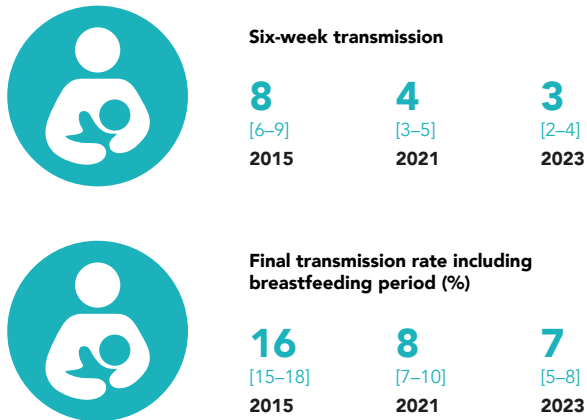 Six-week transmission
8 4 3
[6–9] [3–5] [2–4]
2015 2021 2023
Final transmission rate including
breastfeeding period (%)
16 8 7
[15–18] [7–10] [5–8]
2015 2021 2023